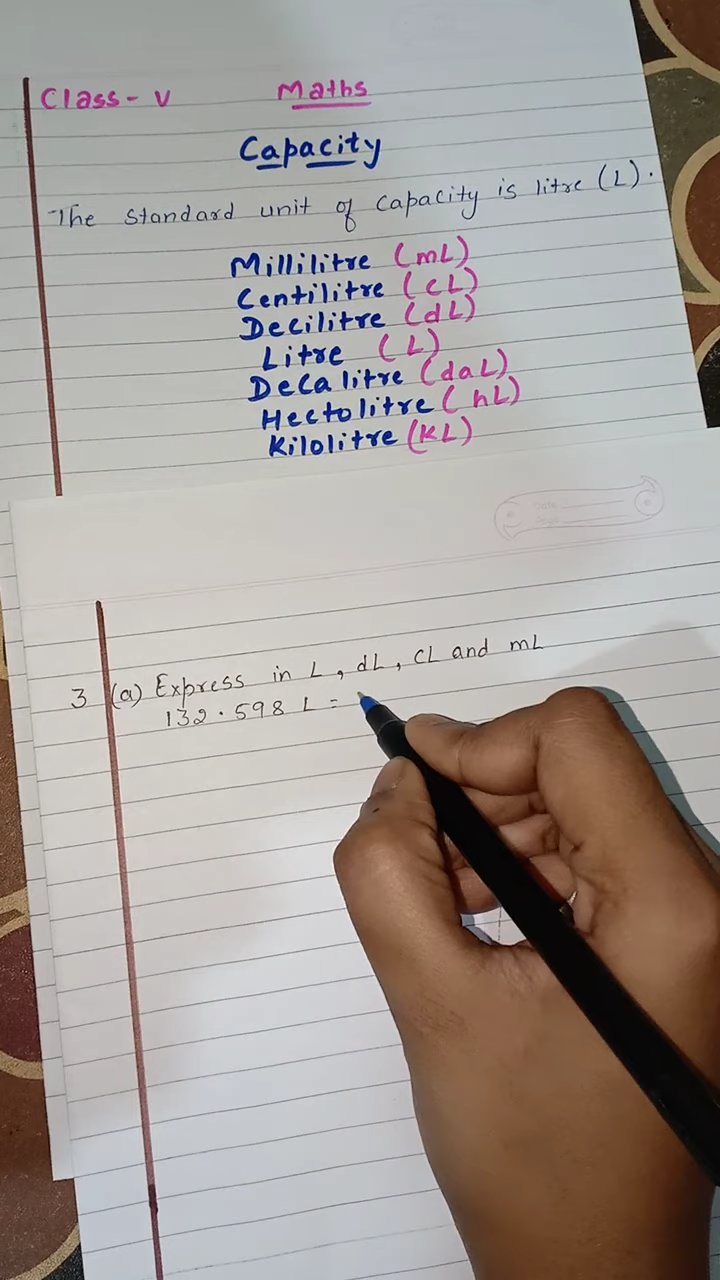 Class - V Maths
Capacity
The standard unit of capacity is litre (L).
Millilitre (mL)
Centilitre (cL)
Decilitre (dL)
Litre (L)
Decalitre (daL)
Hectolitre (hL)
Kilolitre (KL)
3 (a) Express in L, dL, CL and mL
132.598 L =